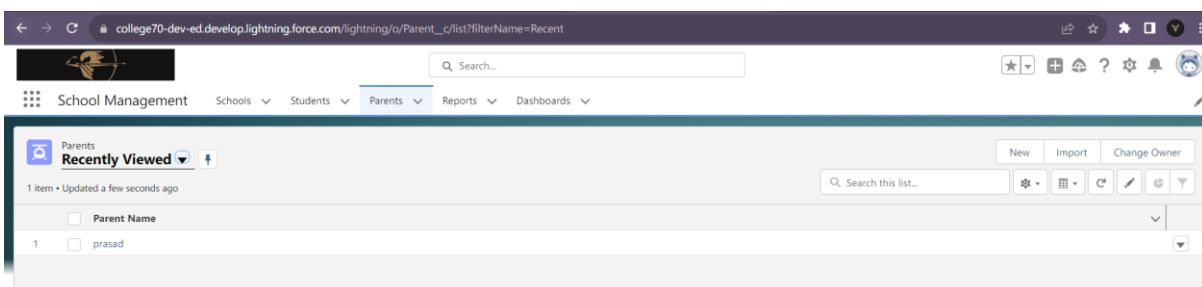 college70-dev-ed.develop.lightning.force.com/lightning/o/Parent__c/list?filterName=Recent
Y
Search...
School Management Schools Students Parents Reports Dashboards
Parents
Recently Viewed
New Import Change Owner
1 item • Updated a few seconds ago
Search this list...
Parent Name
1 prasad